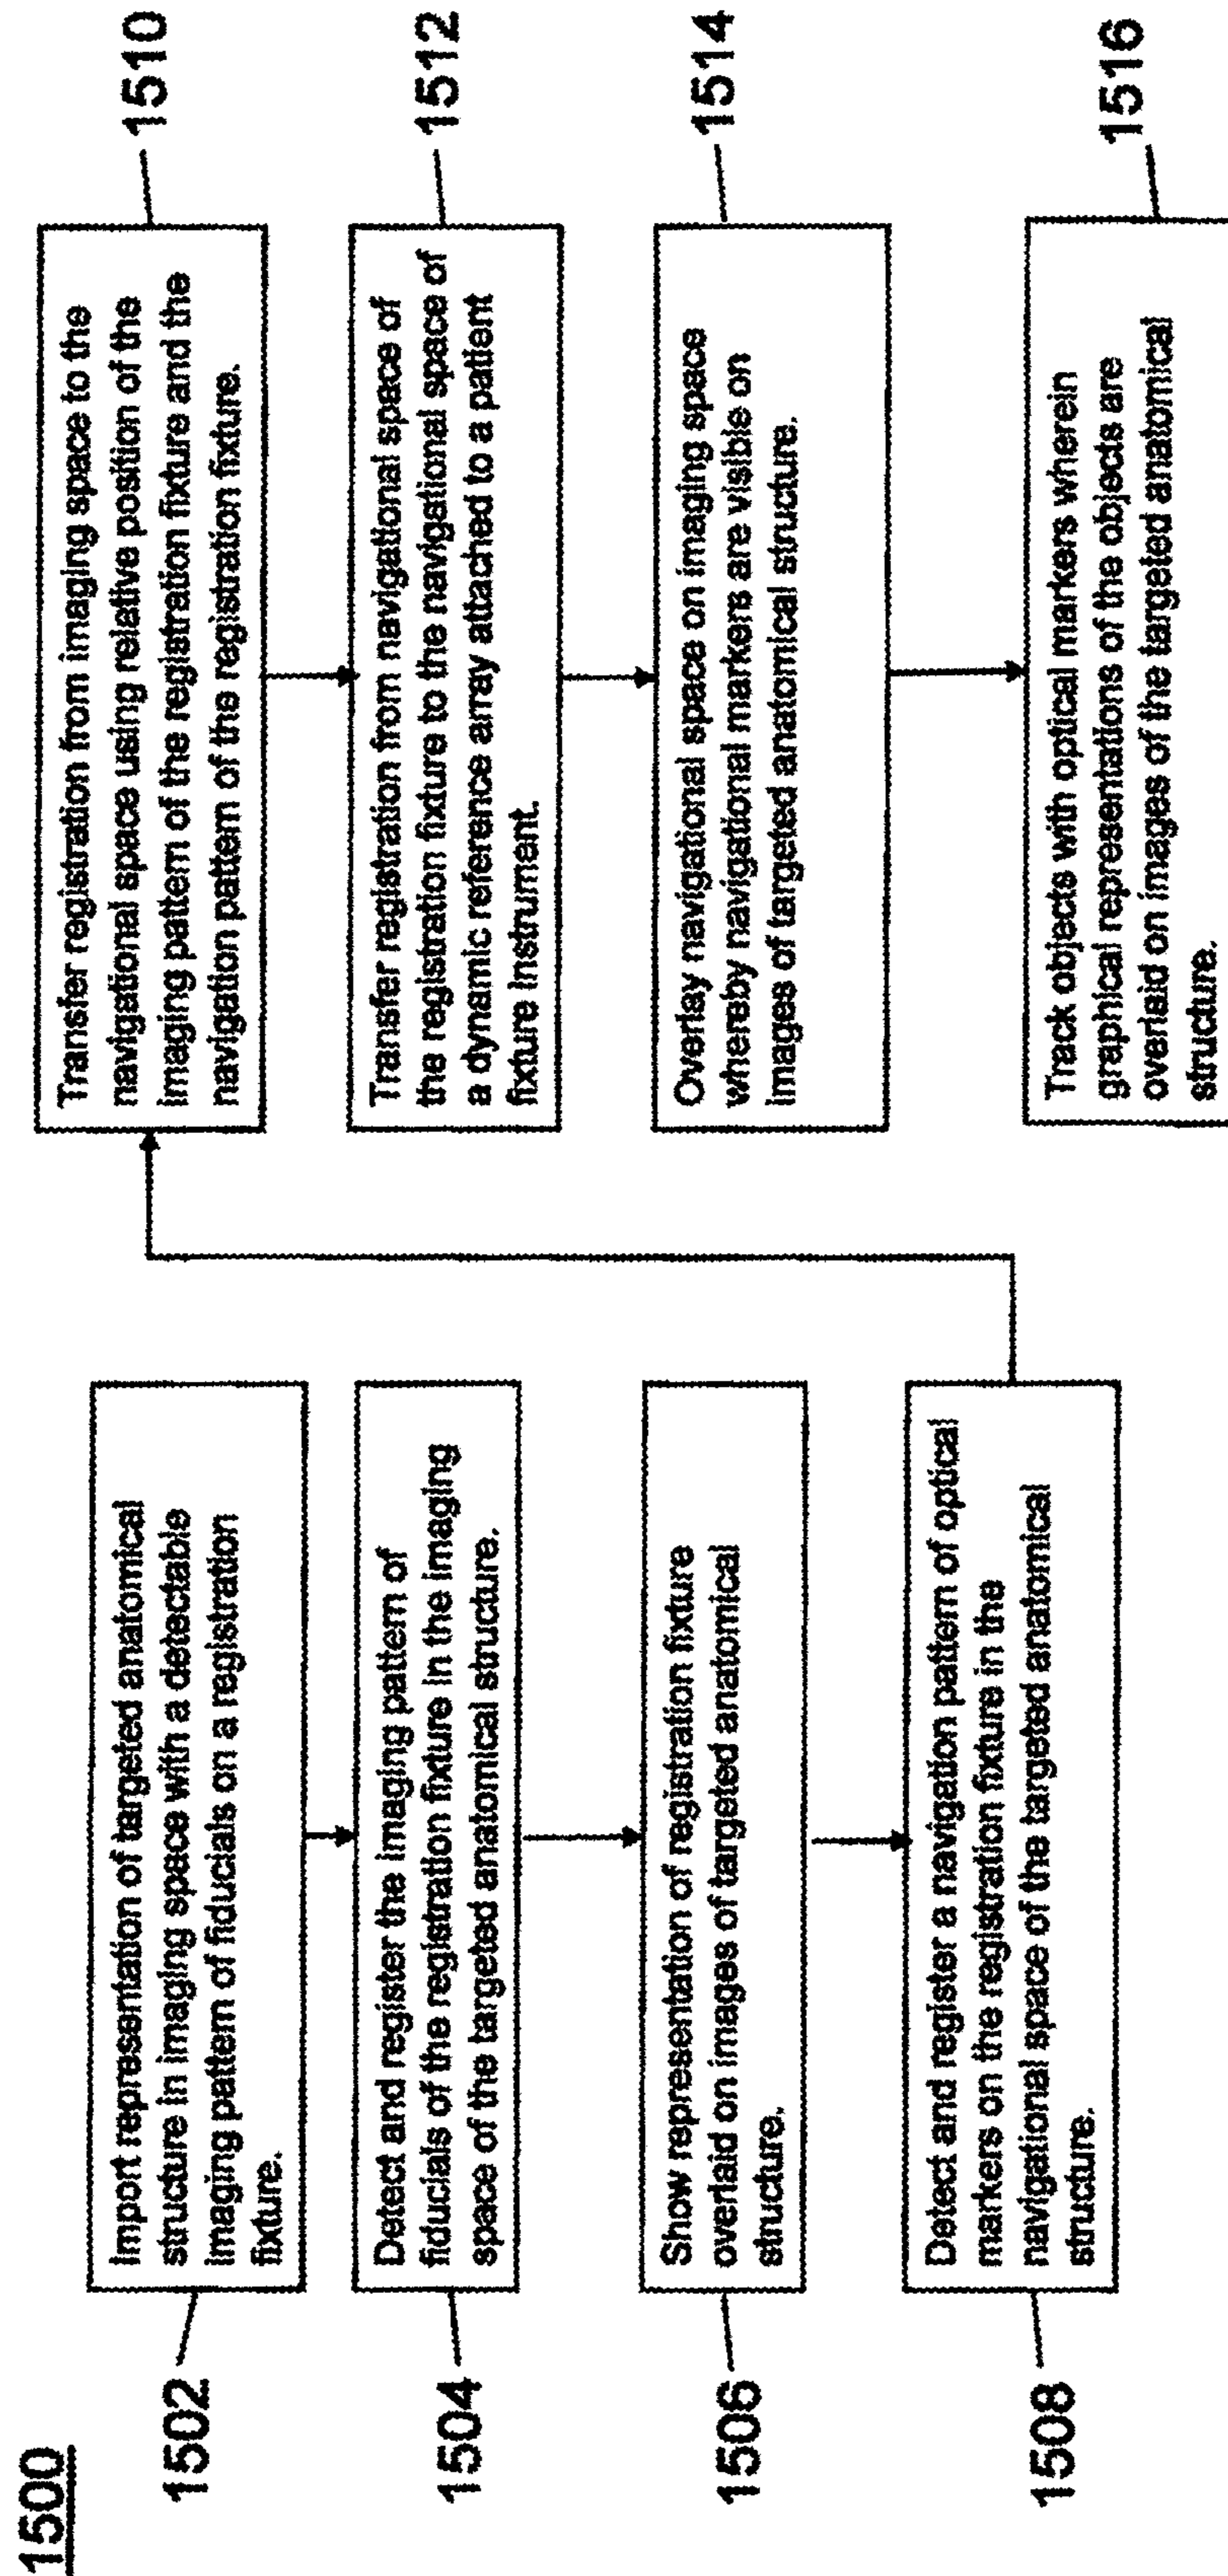 1500
1502
Import representation of targeted anatomical
structure in imaging space with a detectable
imaging pattern of fiducials on a registration
fixture.
1504
Detect and register the imaging pattern of
fiducials of the registration fixture in the imaging
space of the targeted anatomical structure.
1506
Show representation of registration fixture
overlaid on images of targeted anatomical
structure.
1508
Detect and register a navigation pattern of optical
markers on the registration fixture in the
navigational space of the targeted anatomical
structure.
Transfer registration from imaging space to the
navigational space using relative position of the
imaging pattern of the registration fixture and the
navigation pattern of the registration fixture.
1510
Transfer registration from navigational space of
the registration fixture to the navigational space of
a dynamic reference array attached to a patient
fixture instrument.
1512
Overlay navigational space on imaging space
whereby navigational markers are visible on
images of targeted anatomical structure.
1514
Track objects with optical markers wherein
graphical representations of the objects are
overlaid on images of the targeted anatomical
structure.
1516